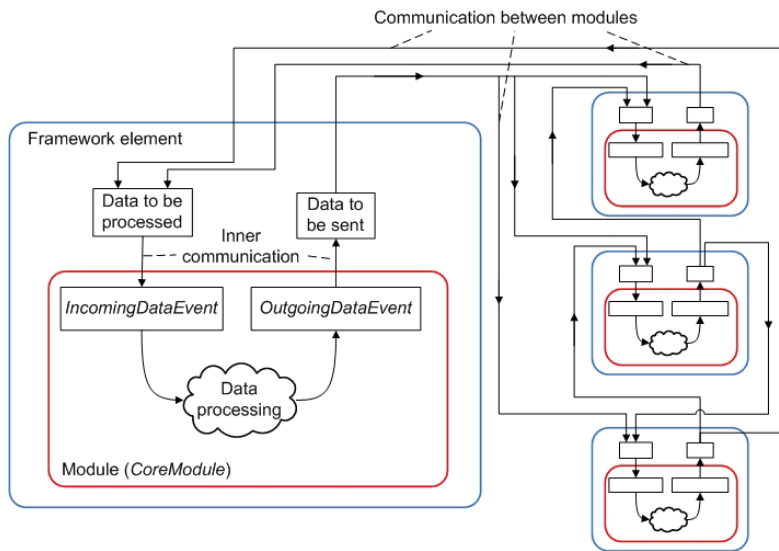 Communication between modules
Framework element
Data to be
processed
Data to
be sent
Inner
communication
IncomingDataEvent
OutgoingDataEvent
Data
processing
Module (CoreModule)